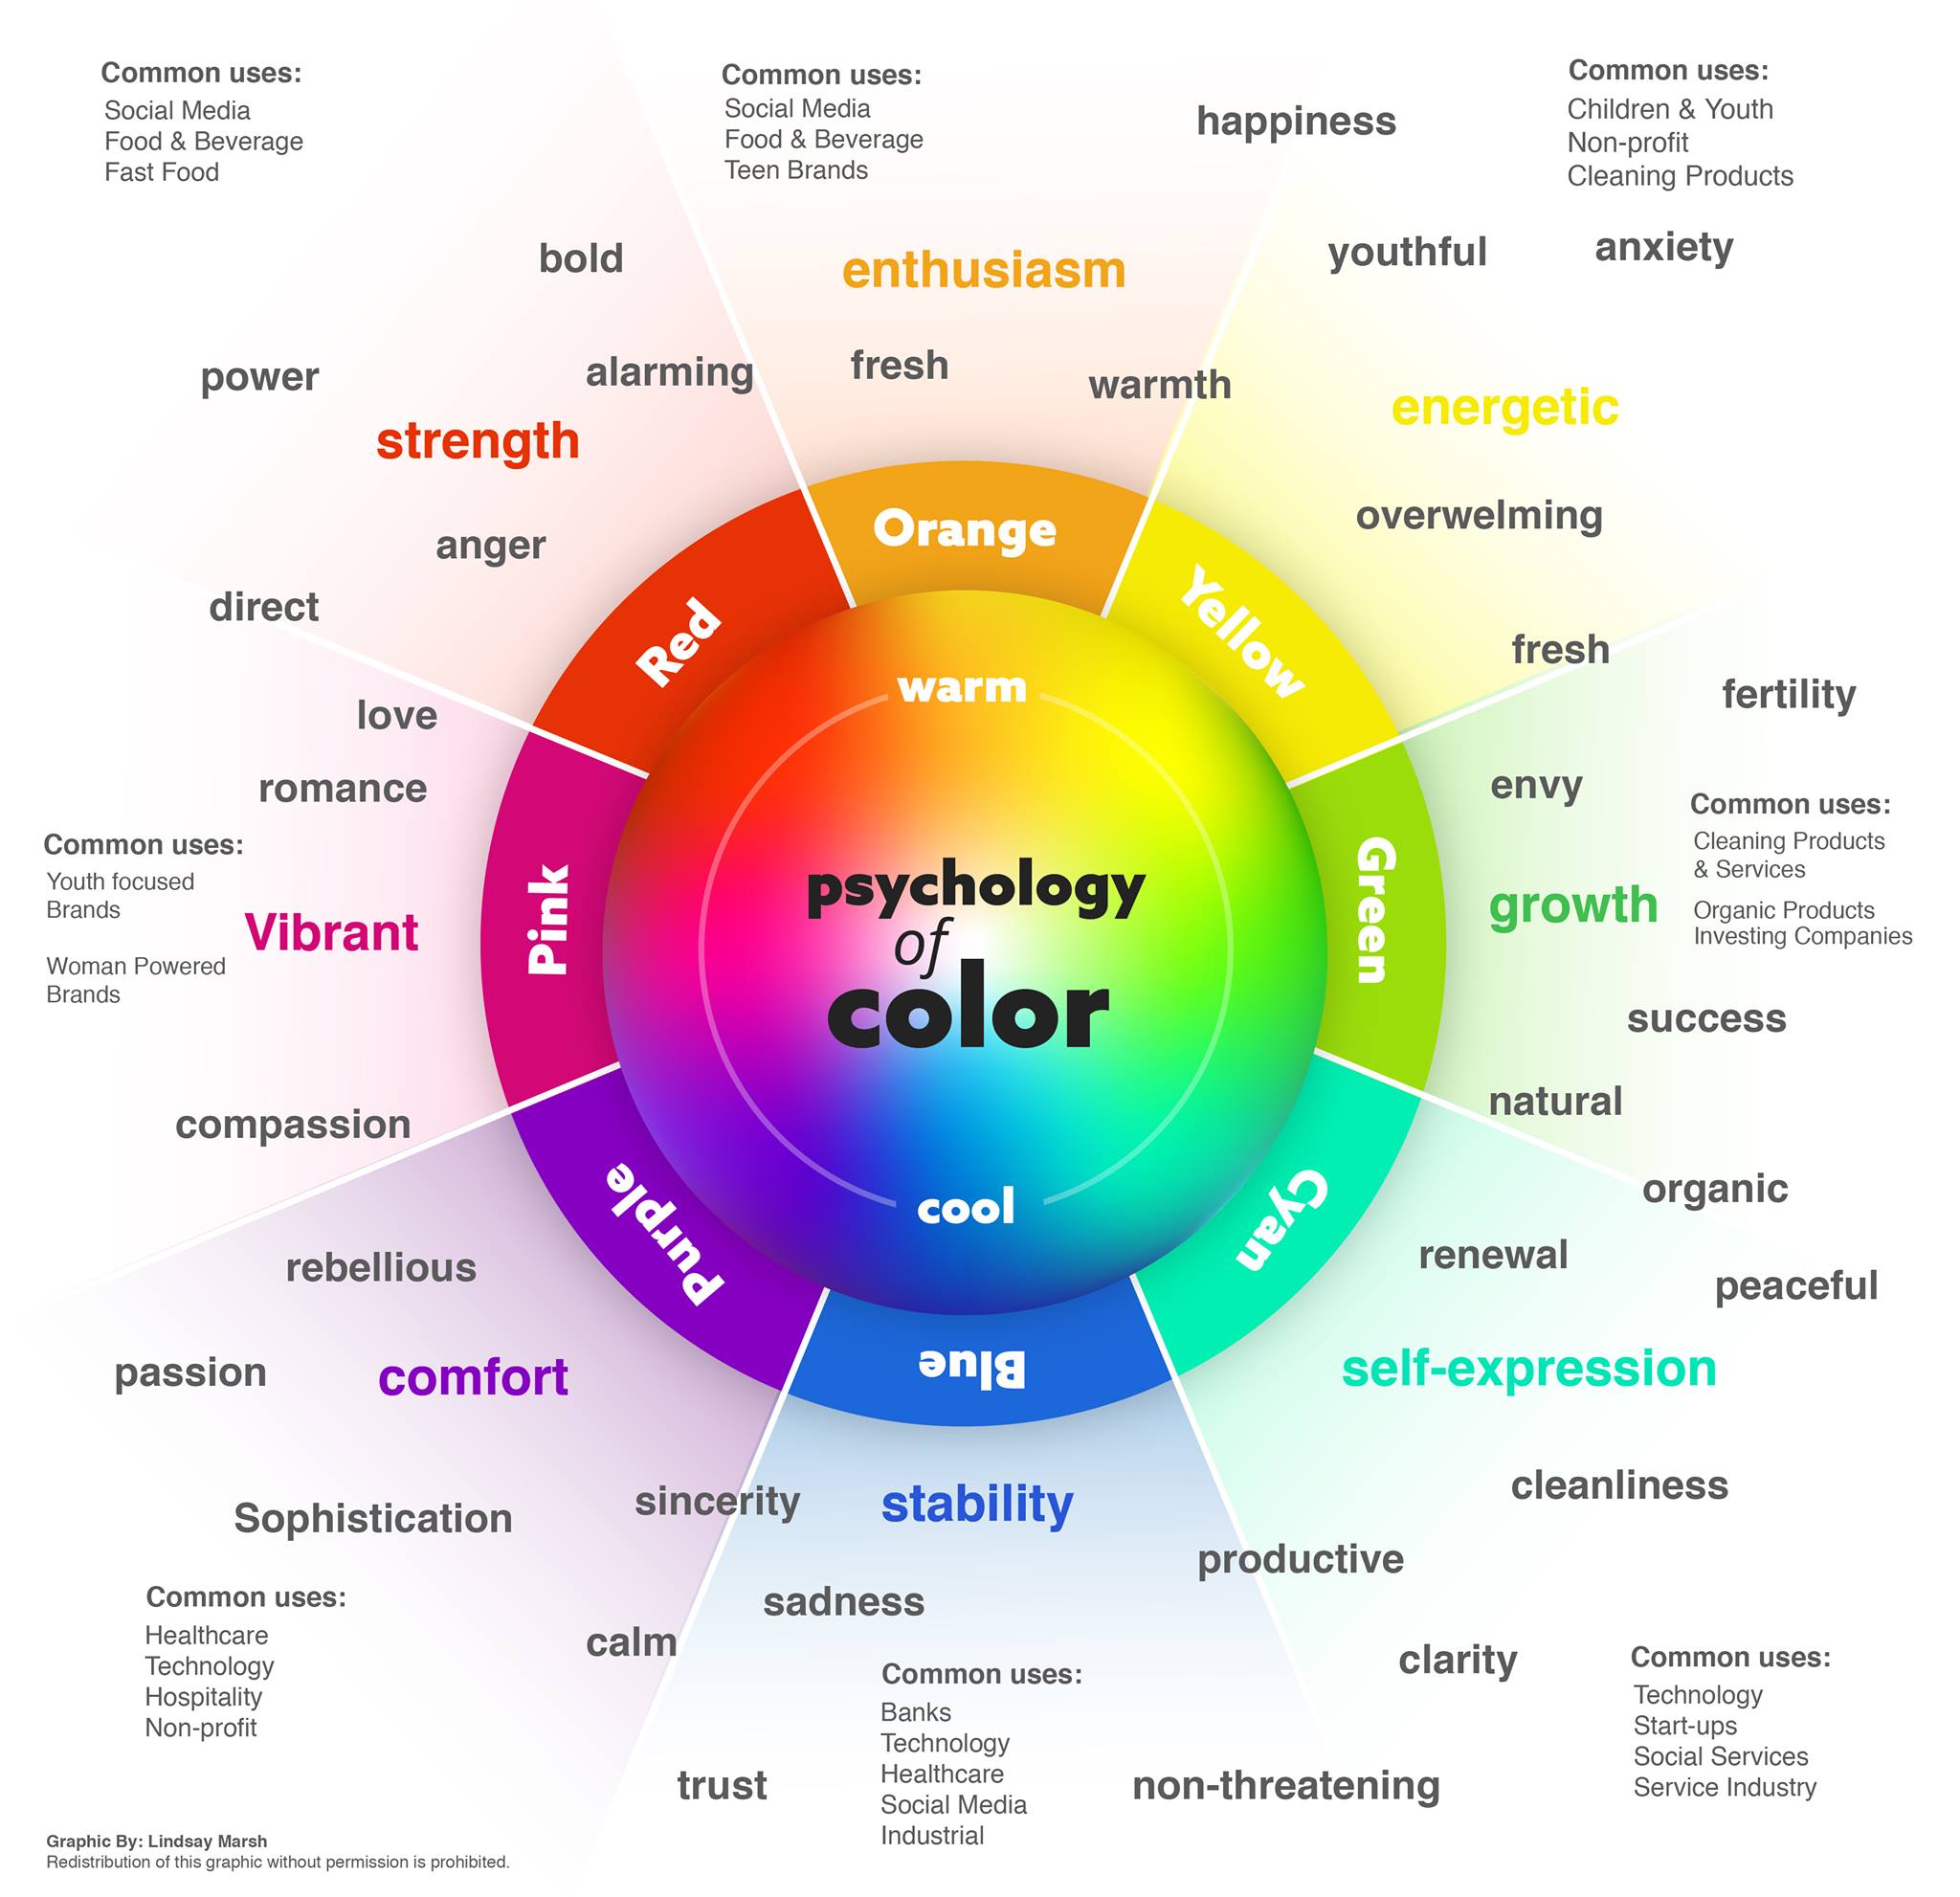 Common uses:
Social Media
Food & Beverage
Fast Food
bold
power
alarming
strength
anger
direct
Red
Common uses:
Social Media
Food & Beverage
Teen Brands
happiness
enthusiasm
fresh
warmth
Orange
Common uses:
Children & Youth
Non-profit
Cleaning Products
youthful
anxiety
energetic
overwelming
fresh
Yellow
fertility
envy
Common uses:
Cleaning Products
& Services
Organic Products
Investing Companies
growth
success
natural
organic
Green
warm
psychology
of
color
cool
love
romance
Common uses:
Youth focused
Brands
Woman Powered
Brands
Vibrant
compassion
Pink
Purple
rebellious
passion
comfort
Sophistication
sincerity
calm
Common uses:
Healthcare
Technology
Hospitality
Non-profit
Blue
stability
sadness
trust
non-threatening
Common uses:
Banks
Technology
Healthcare
Social Media
Industrial
Cyan
renewal
peaceful
self-expression
cleanliness
productive
clarity
Common uses:
Technology
Start-ups
Social Services
Service Industry
Graphic By: Lindsay Marsh
Redistribution of this graphic without permission is prohibited.